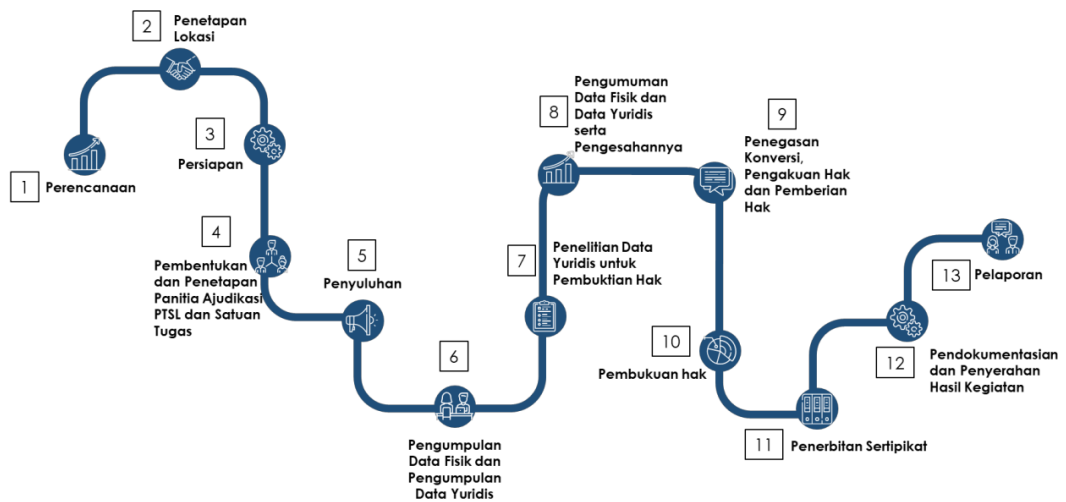 1
Perencanaan
2
Penetapan
Lokasi
3
Persiapan
4
Pembentukan
dan Penetapan
Panitia Ajudikasi
PTSL dan Satuan
Tugas
5
Penyuluhan
6
Pengumpulan
Data Fisik dan
Pengumpulan
Data Yuridis
7
Penelitian Data
Yuridis untuk
Pembuktian Hak
8
Pengumuman
Data Fisik dan
Data Yuridis
serta
Pengesahannya
9
Penegasan
Konversi,
Pengakuan Hak
dan Pemberian
Hak
10
Pembukuan hak
11
Penerbitan Sertipikat
12
Pendokumentasian
dan Penyerahan
Hasil Kegiatan
13
Pelaporan